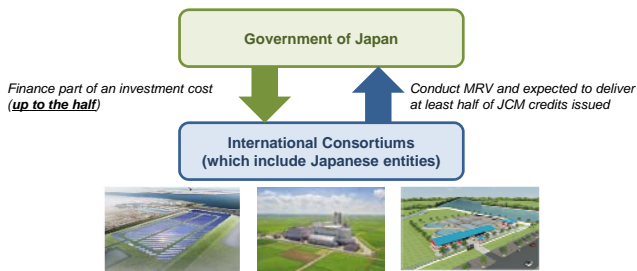 Government of Japan
Finance part of an investment cost
(up to the half)
Conduct MRV and expected to deliver
at least half of JCM credits issued
International Consortiums
(which include Japanese entities)